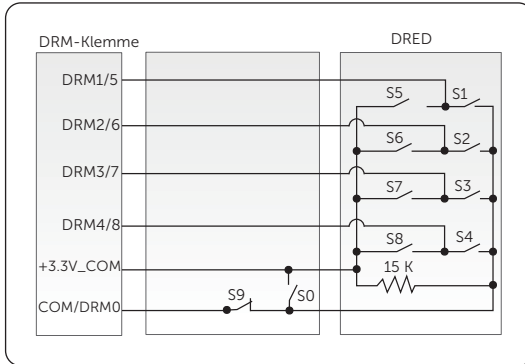 DRM-Klemme
DRED
DRM1/5
S5
S1
DRM2/6
S6
S2
DRM3/7
S7
S3
DRM4/8
S8
S4
+3.3V_COM
15 K
COM/DRM0
S9
S0